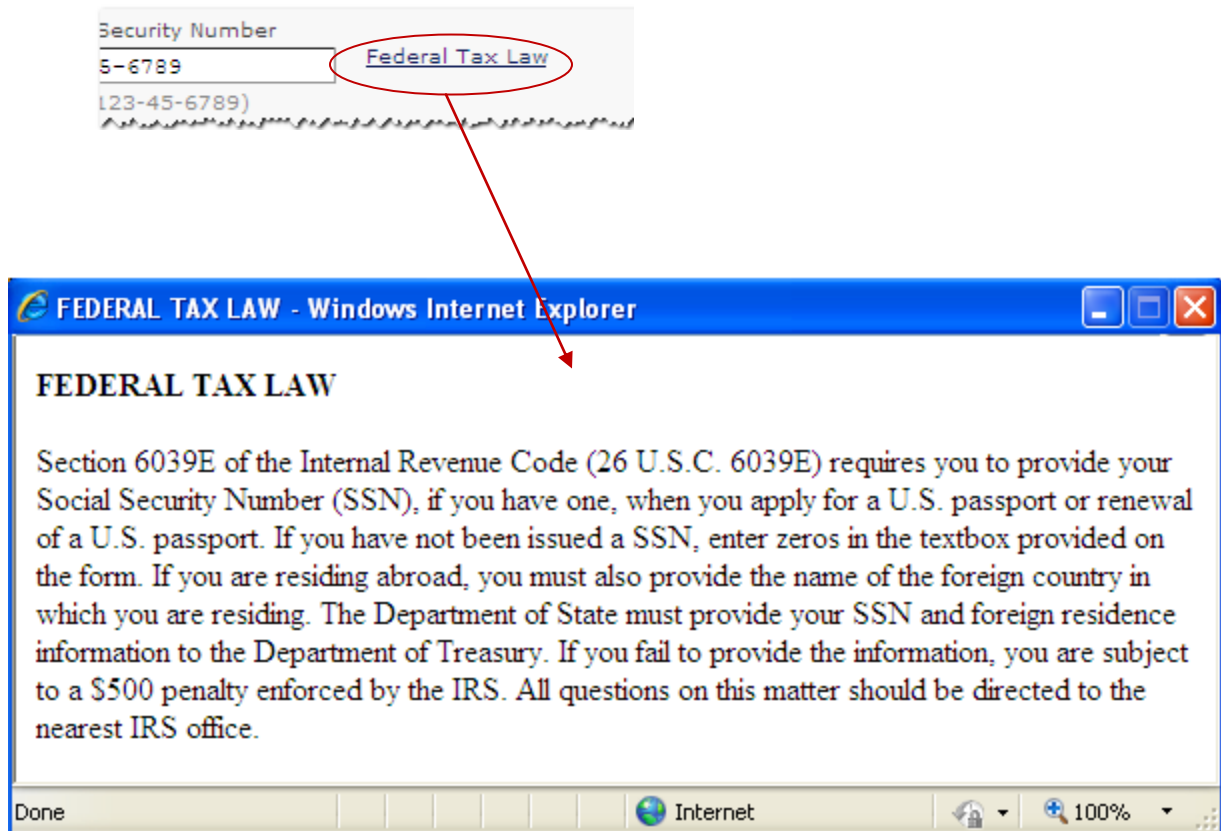 Security Number
5-6789
Federal Tax Law
123-45-6789)
FEDERAL TAX LAW - Windows Internet Explorer
FEDERAL TAX LAW
Section 6039E of the Internal Revenue Code (26 U.S.C. 6039E) requires you to provide your
Social Security Number (SSN), if you have one, when you apply for a U.S. passport or renewal
of a U.S. passport. If you have not been issued a SSN, enter zeros in the textbox provided on
the form. If you are residing abroad, you must also provide the name of the foreign country in
which you are residing. The Department of State must provide your SSN and foreign residence
information to the Department of Treasury. If you fail to provide the information, you are subject
to a $500 penalty enforced by the IRS. All questions on this matter should be directed to the
nearest IRS office.
Done
Internet
100%